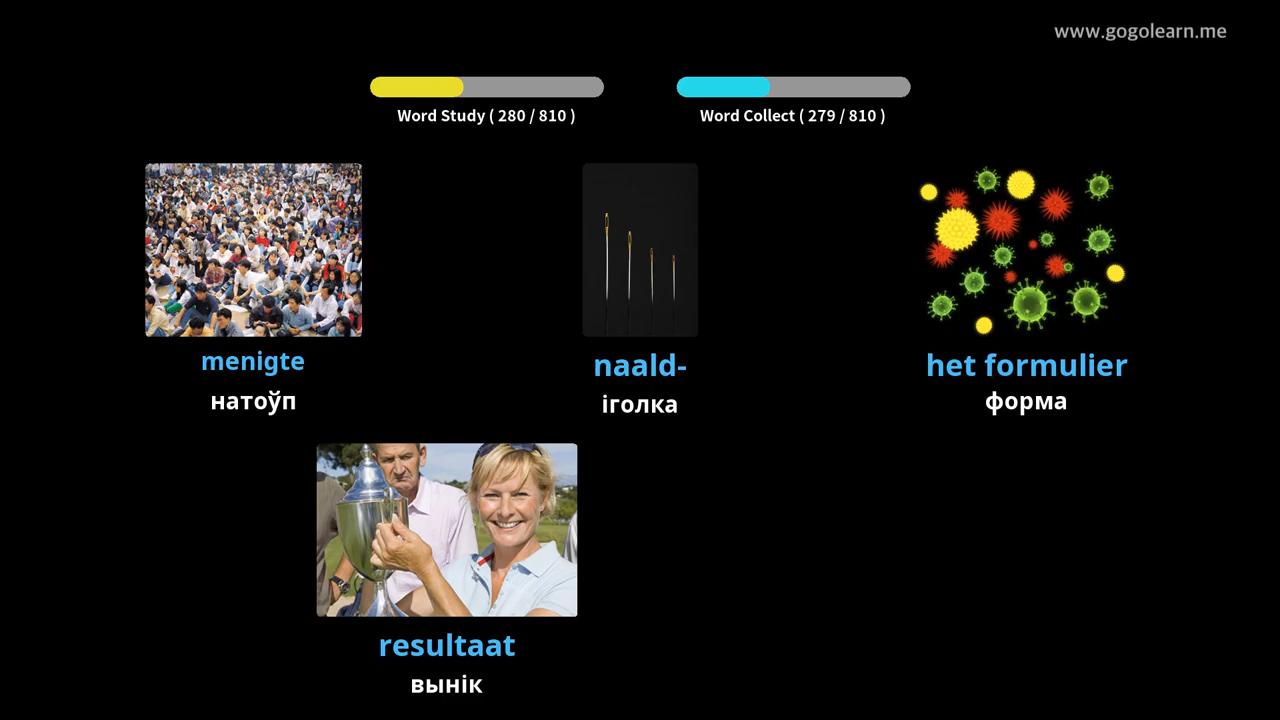 www.gogolearn.me
Word Study ( 280 / 810 )
Word Collect ( 279 / 810 )
menigte
натоўп
naald-
іголка
het formulier
форма
resultaat
вынік